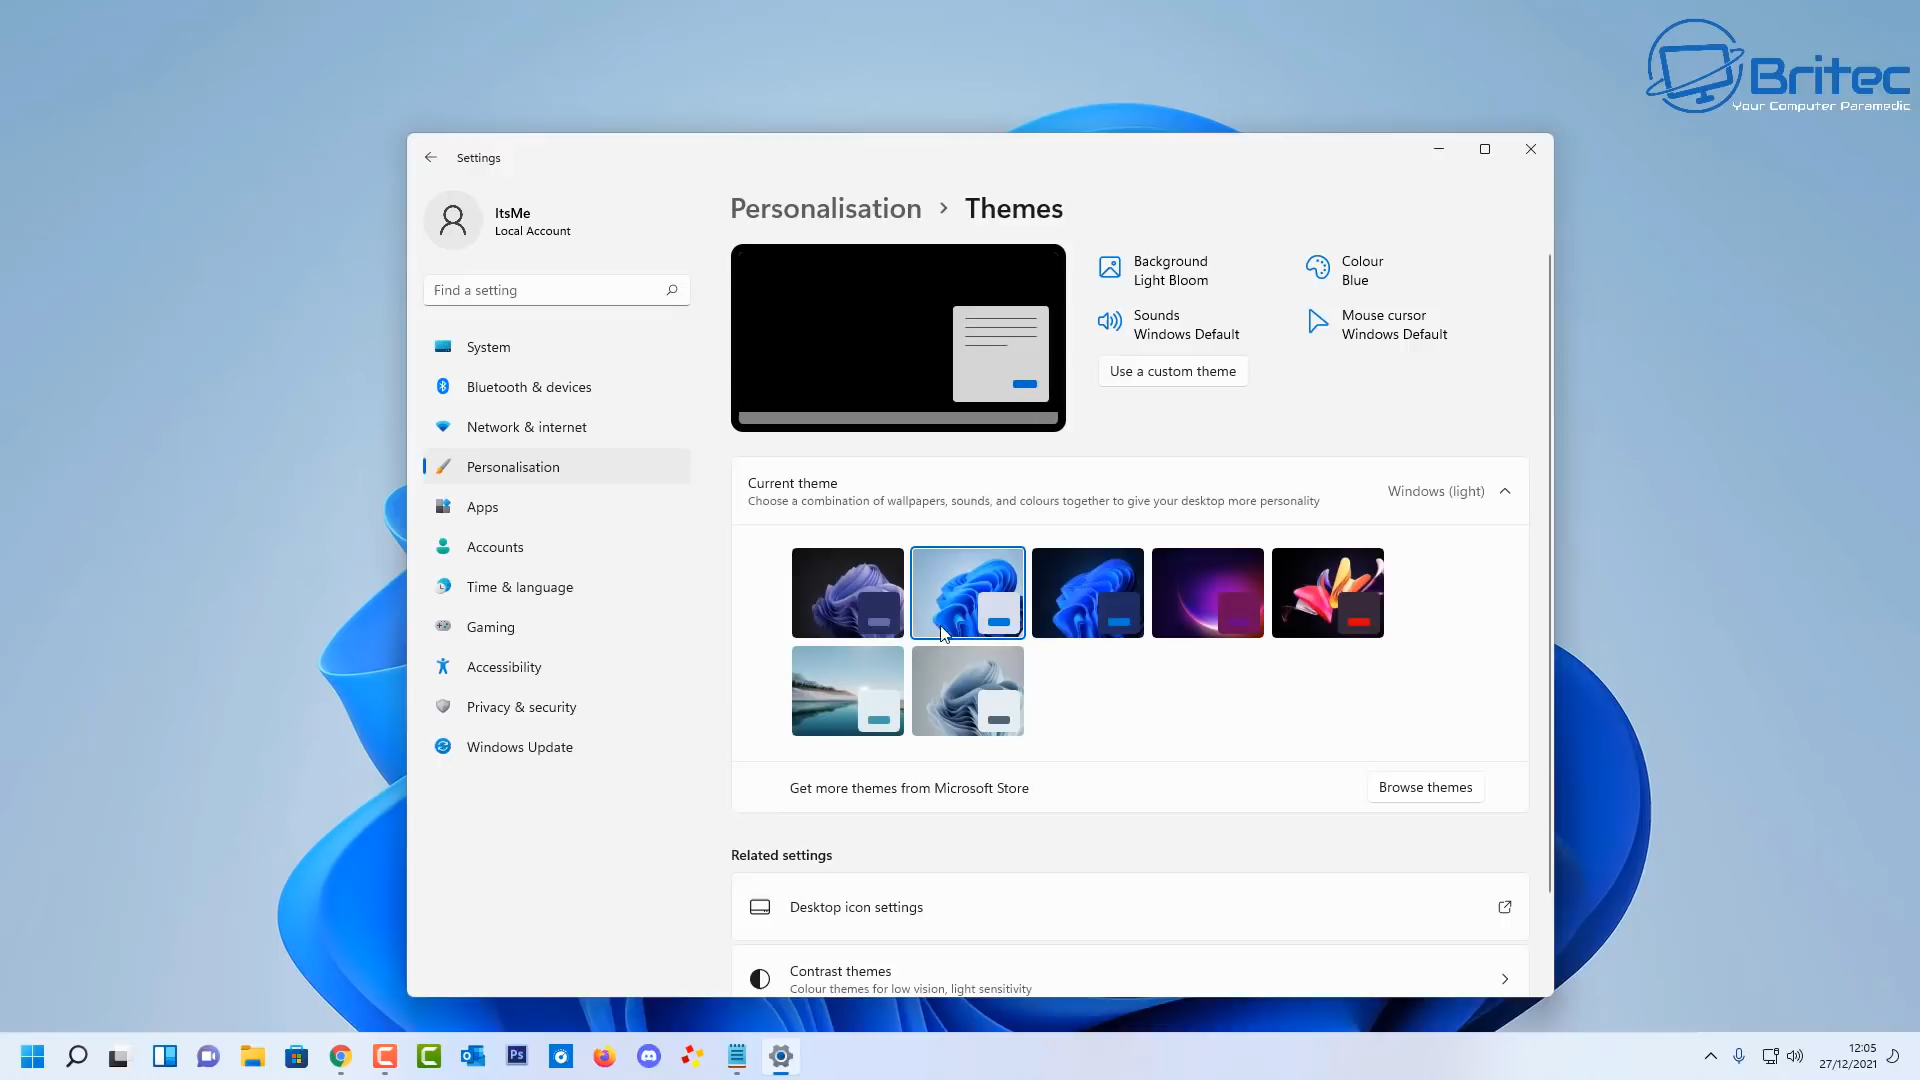 Britec
Your Computer Paramedic
Settings
ItsMe
Local Account
Find a setting
System
Bluetooth & devices
Network & internet
Personalisation
Apps
Accounts
Time & language
Gaming
Accessibility
Privacy & security
Windows Update
Personalisation > Themes
Background
Light Bloom
Colour
Blue
Sounds
Windows Default
Mouse cursor
Windows Default
Use a custom theme
Current theme
Choose a combination of wallpapers, sounds, and colours together to give your desktop more personality
Windows (light)
Get more themes from Microsoft Store
Browse themes
Related settings
Desktop icon settings
Contrast themes
Colour themes for low vision, light sensitivity
Ps
12:05
27/12/2021